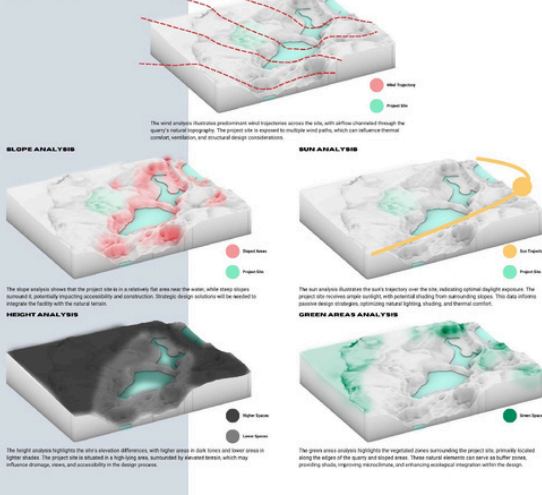 Wind Trajectory
Project Site
The wind analysis illustrates predominant wind trajectories across the site, with airflow channeled through the
quarry's natural topography. The project site is exposed to multiple wind paths, which can influence thermal
comfort, ventilation, and structural design considerations.
SLOPE ANALYSIS
Sloped Areas
Project Site
The slope analysis shows that the project site is in a relatively flat area near the water, while steep slopes
surround it, potentially impacting accessibility and construction. Strategic design solutions will be needed to
integrate the facility with the natural terrain.
SUN ANALYSIS
Sun Trajecto
Project Site
The sun analysis illustrates the sun's trajectory over the site, indicating optimal daylight exposure. The
project site receives ample sunlight, with potential shading from surrounding slopes. This data informs
passive design strategies, optimizing natural lighting, shading, and thermal comfort.
HEIGHT ANALYSIS
Higher Spaces
Lower Spaces
The height analysis highlights the site's elevation differences, with higher areas in dark tones and lower areas in
lighter shades. The project site is situated in a high-lying area, surrounded by elevated terrain, which may
influence drainage, views, and accessibility in the design process.
GREEN AREAS ANALYSIS
Green Space
The green areas analysis highlights the vegetated zones surrounding the project site, primarily located
along the edges of the quarry and sloped areas. These natural elements can serve as buffer zones,
providing shade, improving microclimate, and enhancing ecological integration within the design.